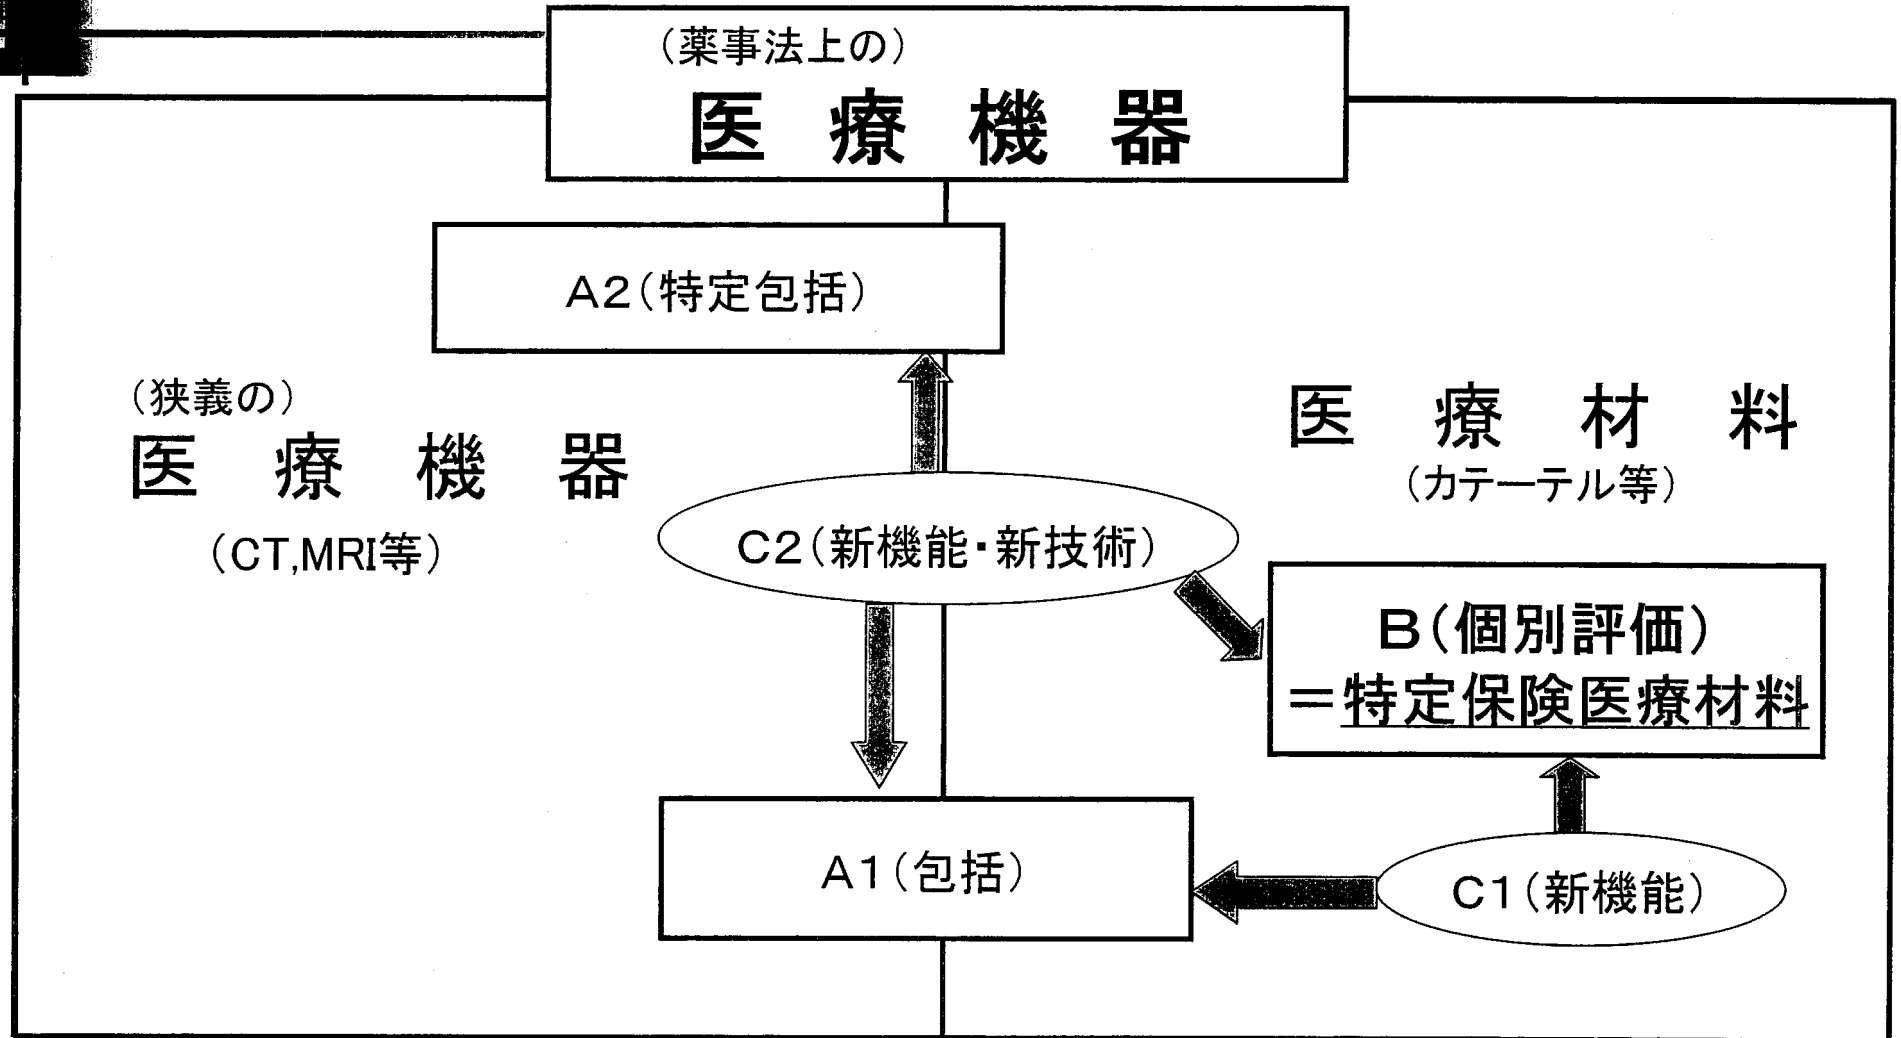 （薬事法上の）
医 療 機 器
A2（特定包括）
（狭義の）
医 療 機 器
（CT,MRI等）
医 療 材 料
（カテーテル等）
C2（新機能・新技術）
B（個別評価）
＝特定保険医療材料
A1（包括）
C1（新機能）